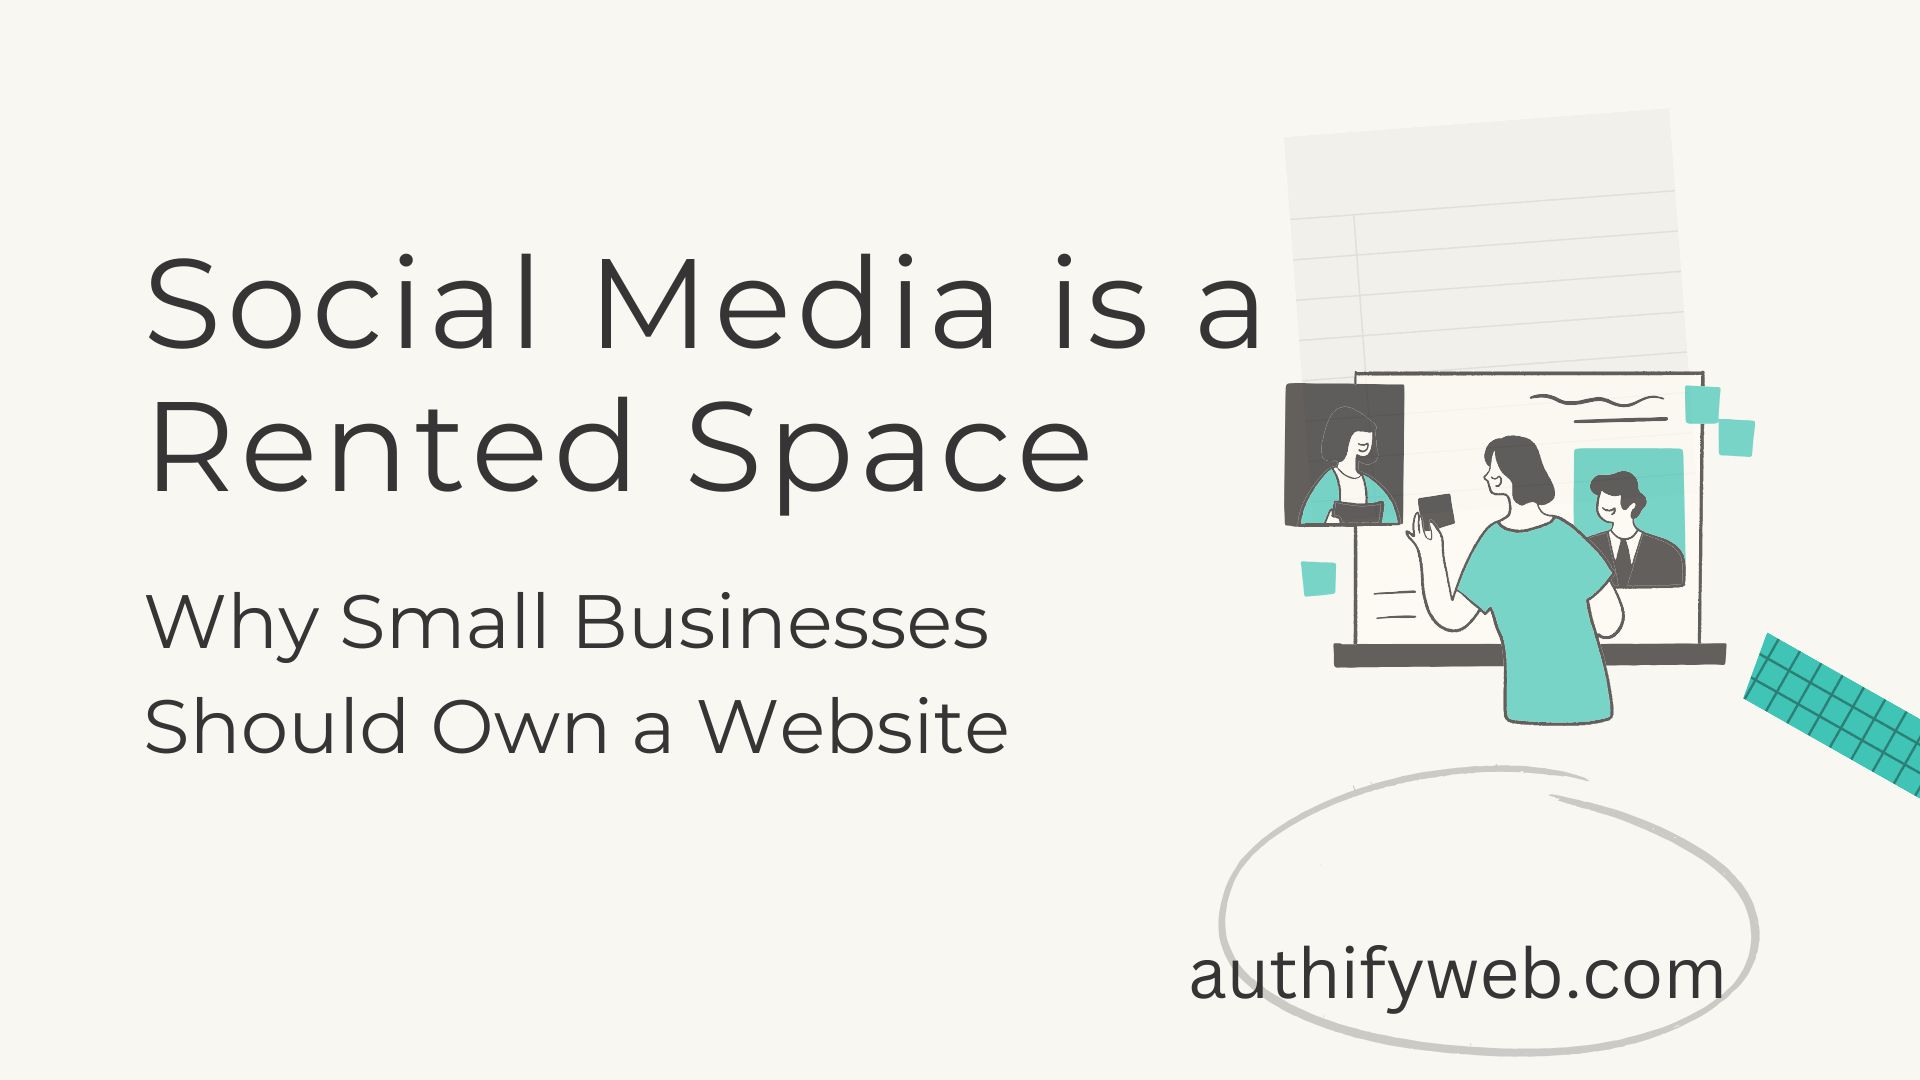 Social Media is a
Rented Space
Why Small Businesses
Should Own a Website
authifyweb.com